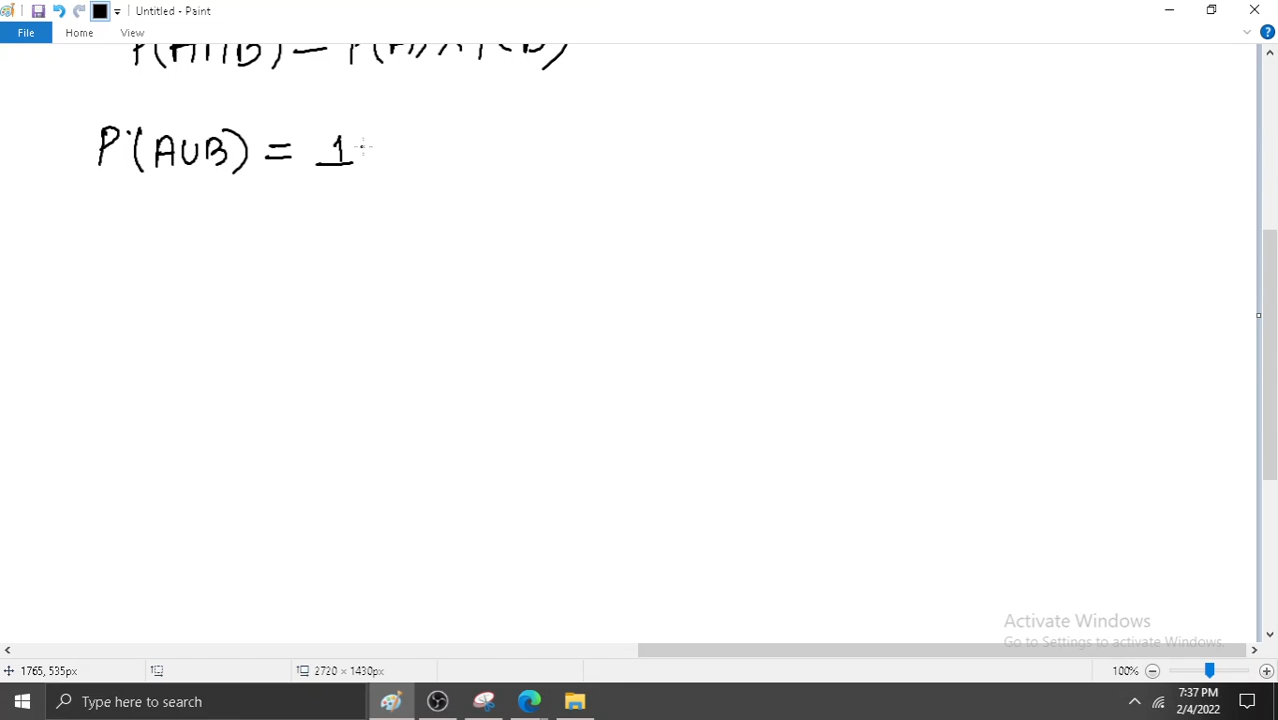 Untitled - Paint
File Home View
P(A∩B) = P(A) × P(B)
P(A∪B) = 1
Activate Windows
Go to Settings to activate Windows.
1765, 535px 2720 × 1430px 100%
Type here to search
7:37 PM
2/4/2022